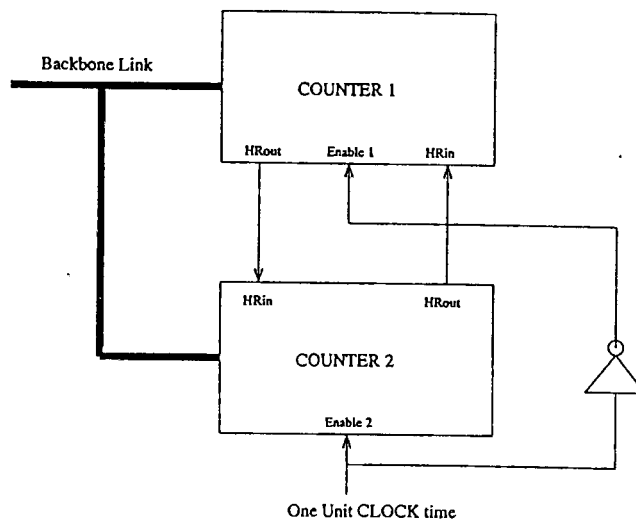 Backbone Link
COUNTER 1
HRout Enable 1 HRin
HRin HRout
COUNTER 2
Enable 2
One Unit CLOCK time